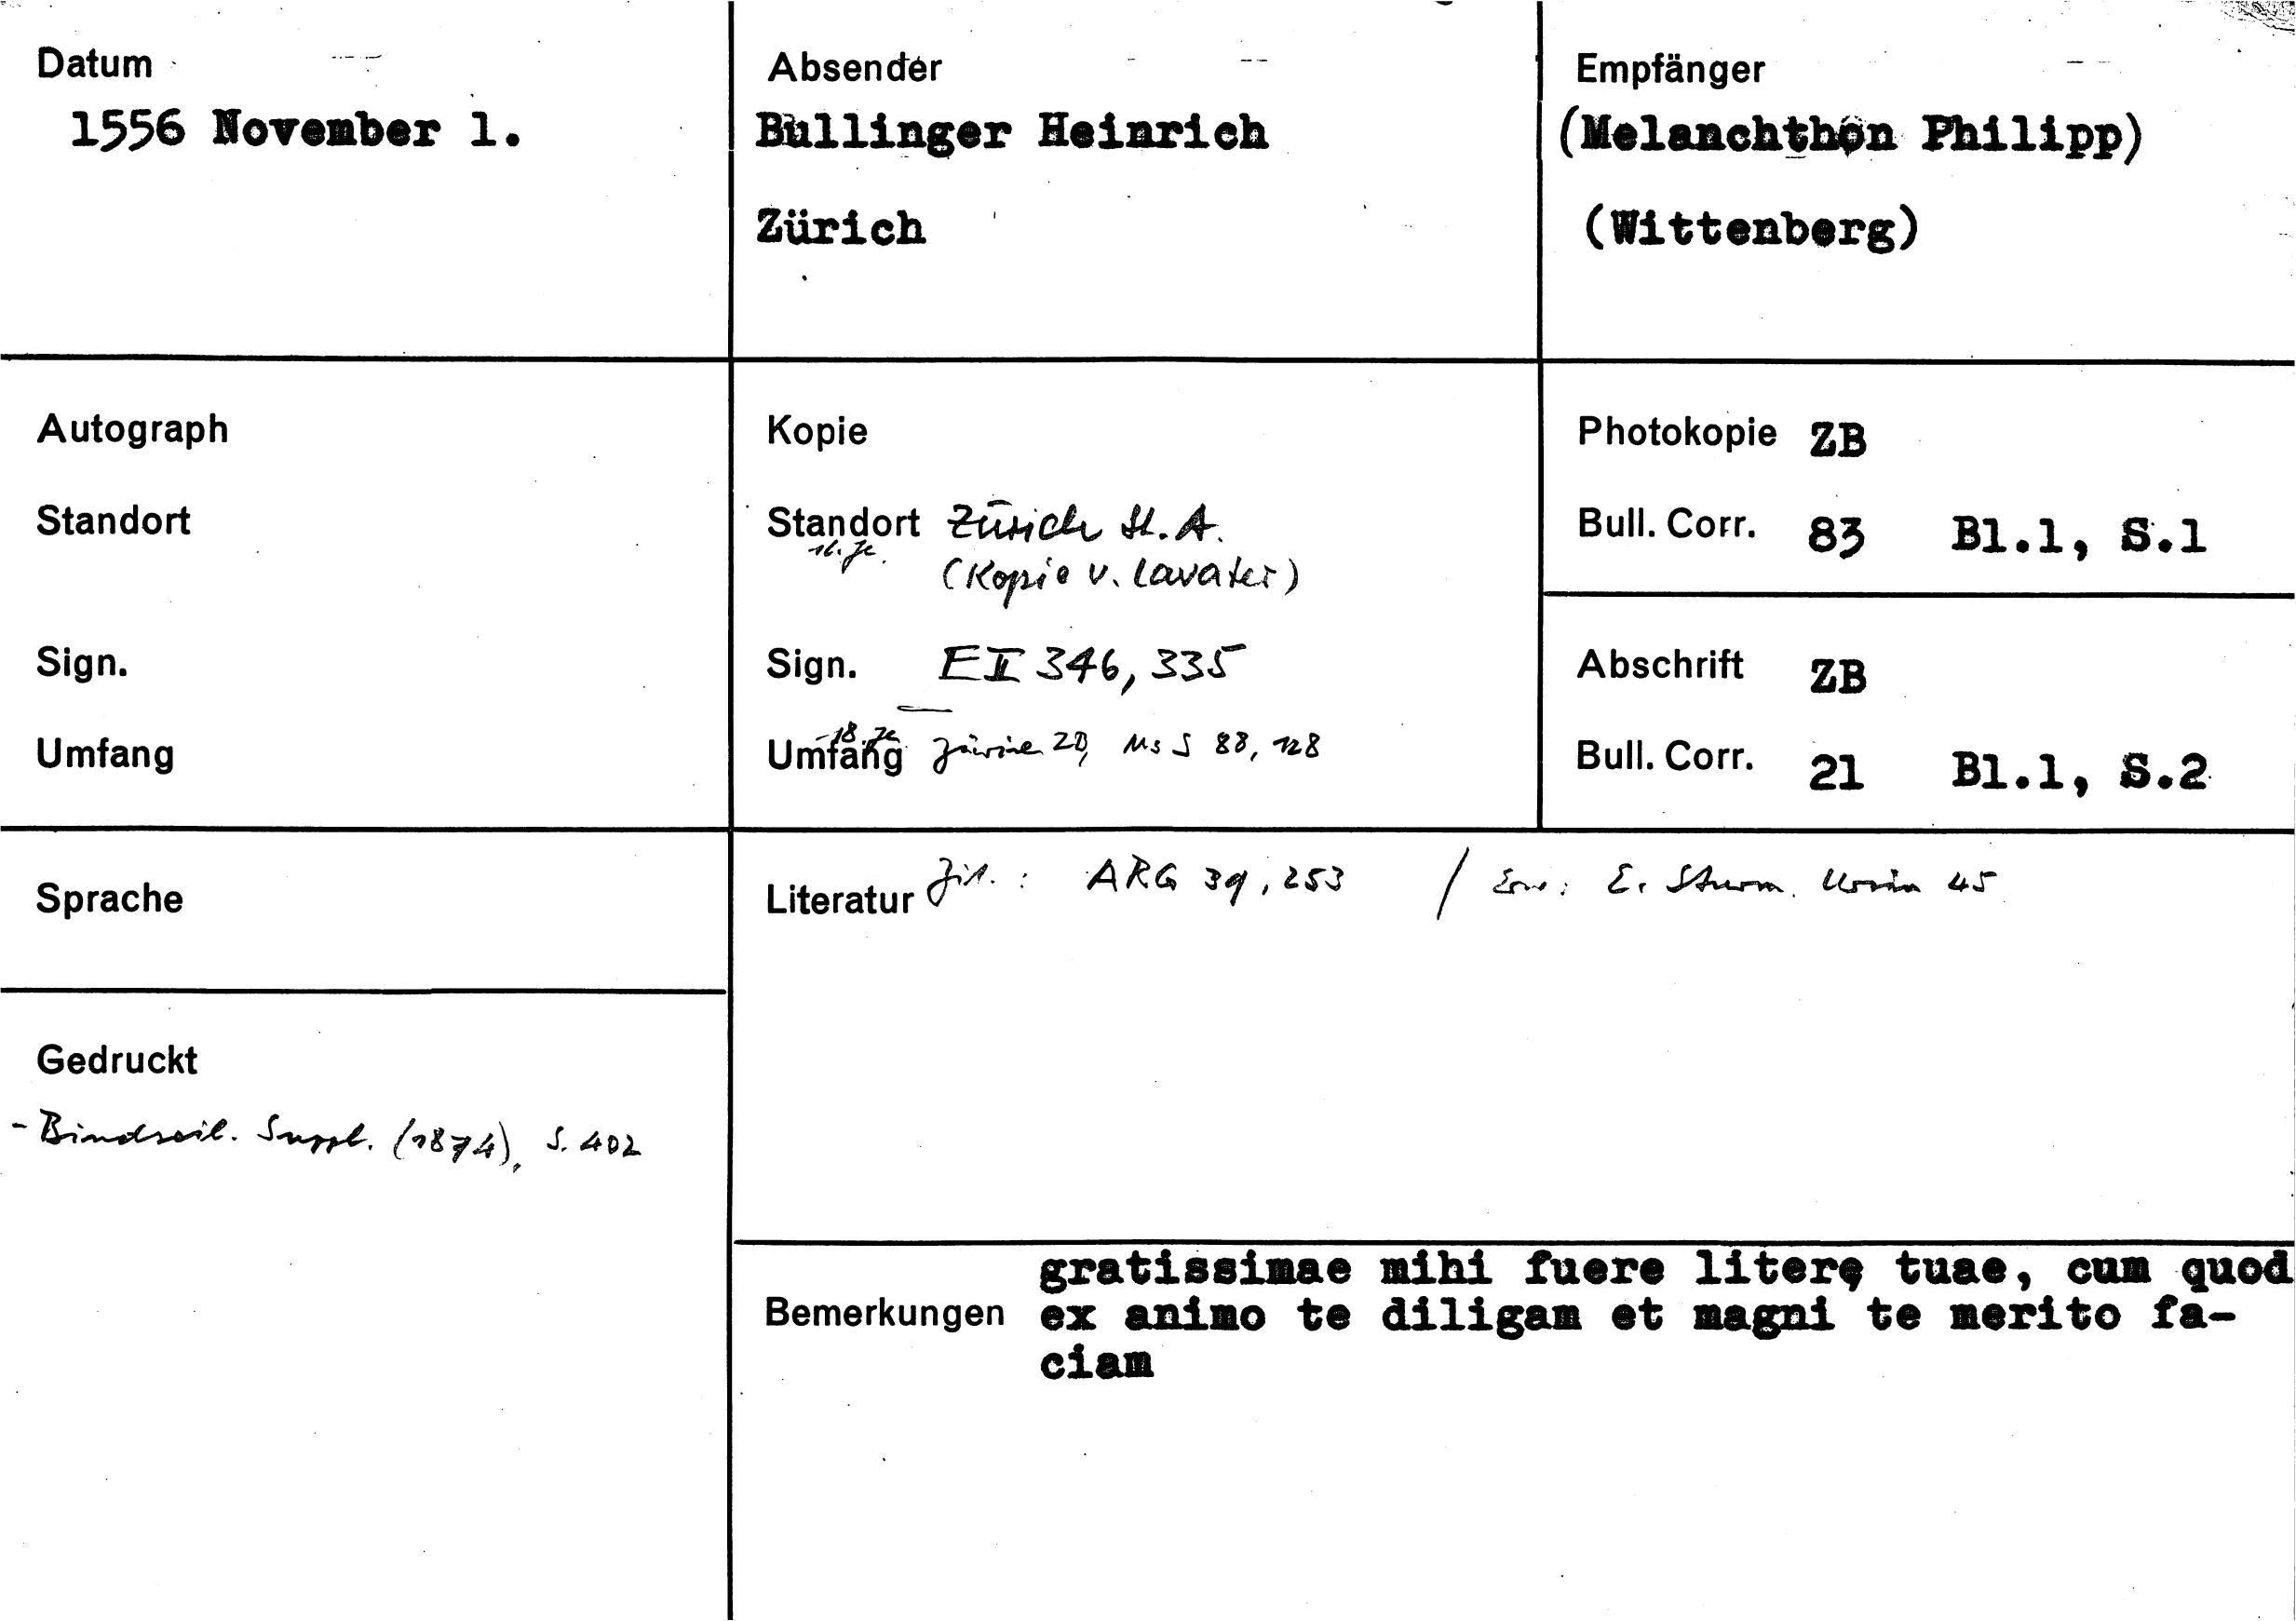 Datum
1556 November 1.
Absender
Bullinger Heinrich
Zürich
Empfänger
(Melanchthon Philipp)
(Wittenberg)
Autograph
Standort
Sign.
Umfang
Kopie
Standort Zürich St. A.
16. Jh.
(Kopie v. Lavater)
Sign. E II 346, 335
- 18. Jh.
Umfang Zürich ZB, Ms S 88, 128
Photokopie ZB
Bull. Corr. 83 Bl.1, S.1
Abschrift ZB
Bull. Corr. 21 Bl.1, S.2
Sprache
Gedruckt
- Bindseil. Suppl. (1874), S. 402
Literatur Zit.: ARG 39, 253 / Erw: E. Sturm. Ursin 45
gratissimae mihi fuere literę tuae, cum quod
Bemerkungen ex animo te diligam et magni te merito fa-
ciam